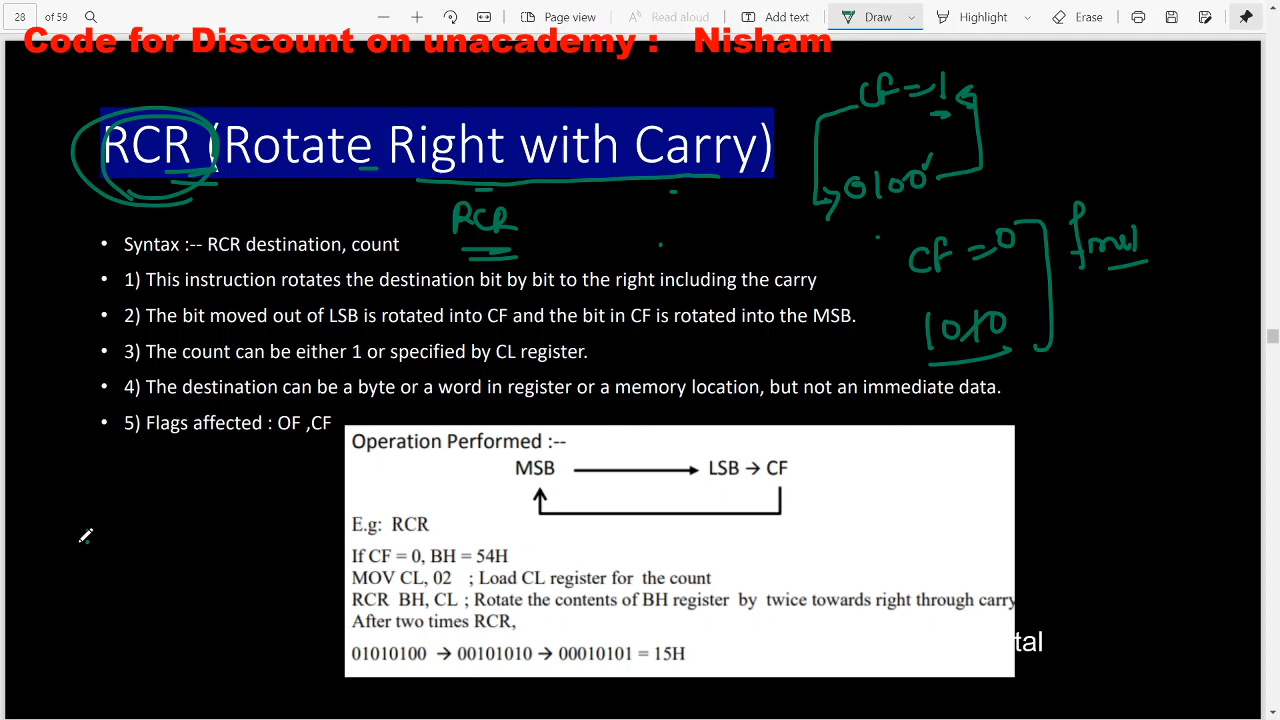 28 of 59
Page view
Read aloud
Add text
Draw
Highlight
Erase
Code for Discount on unacademy : Nisham
CF = 1
RCR (Rotate Right with Carry)
0100
RCR
CF = 0
• Syntax :-- RCR destination, count
• 1) This instruction rotates the destination bit by bit to the right including the carry
• 2) The bit moved out of LSB is rotated into CF and the bit in CF is rotated into the MSB.
1010
• 3) The count can be either 1 or specified by CL register.
• 4) The destination can be a byte or a word in register or a memory location, but not an immediate data.
• 5) Flags affected : OF ,CF
Operation Performed :--
MSB → LSB → CF
E.g: RCR
If CF = 0, BH = 54H
MOV CL, 02 ; Load CL register for the count
RCR BH, CL ; Rotate the contents of BH register by twice towards right through carry
After two times RCR,
01010100 → 00101010 → 00010101 = 15H
tal